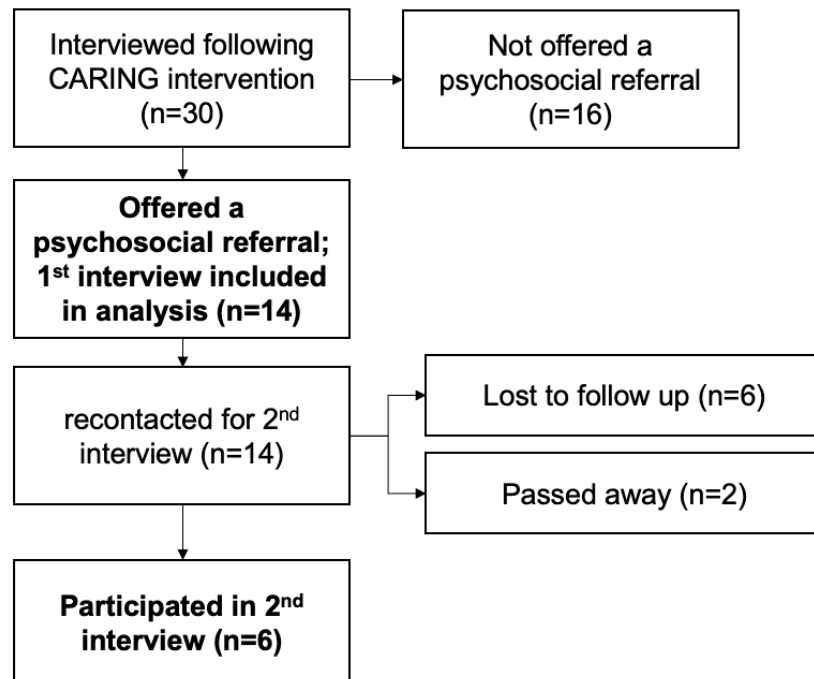 Interviewed following
CARING intervention
(n=30)
Not offered a
psychosocial referral
(n=16)
Offered a
psychosocial referral;
1st interview included
in analysis (n=14)
recontacted for 2nd
interview (n=14)
Lost to follow up (n=6)
Passed away (n=2)
Participated in 2nd
interview (n=6)